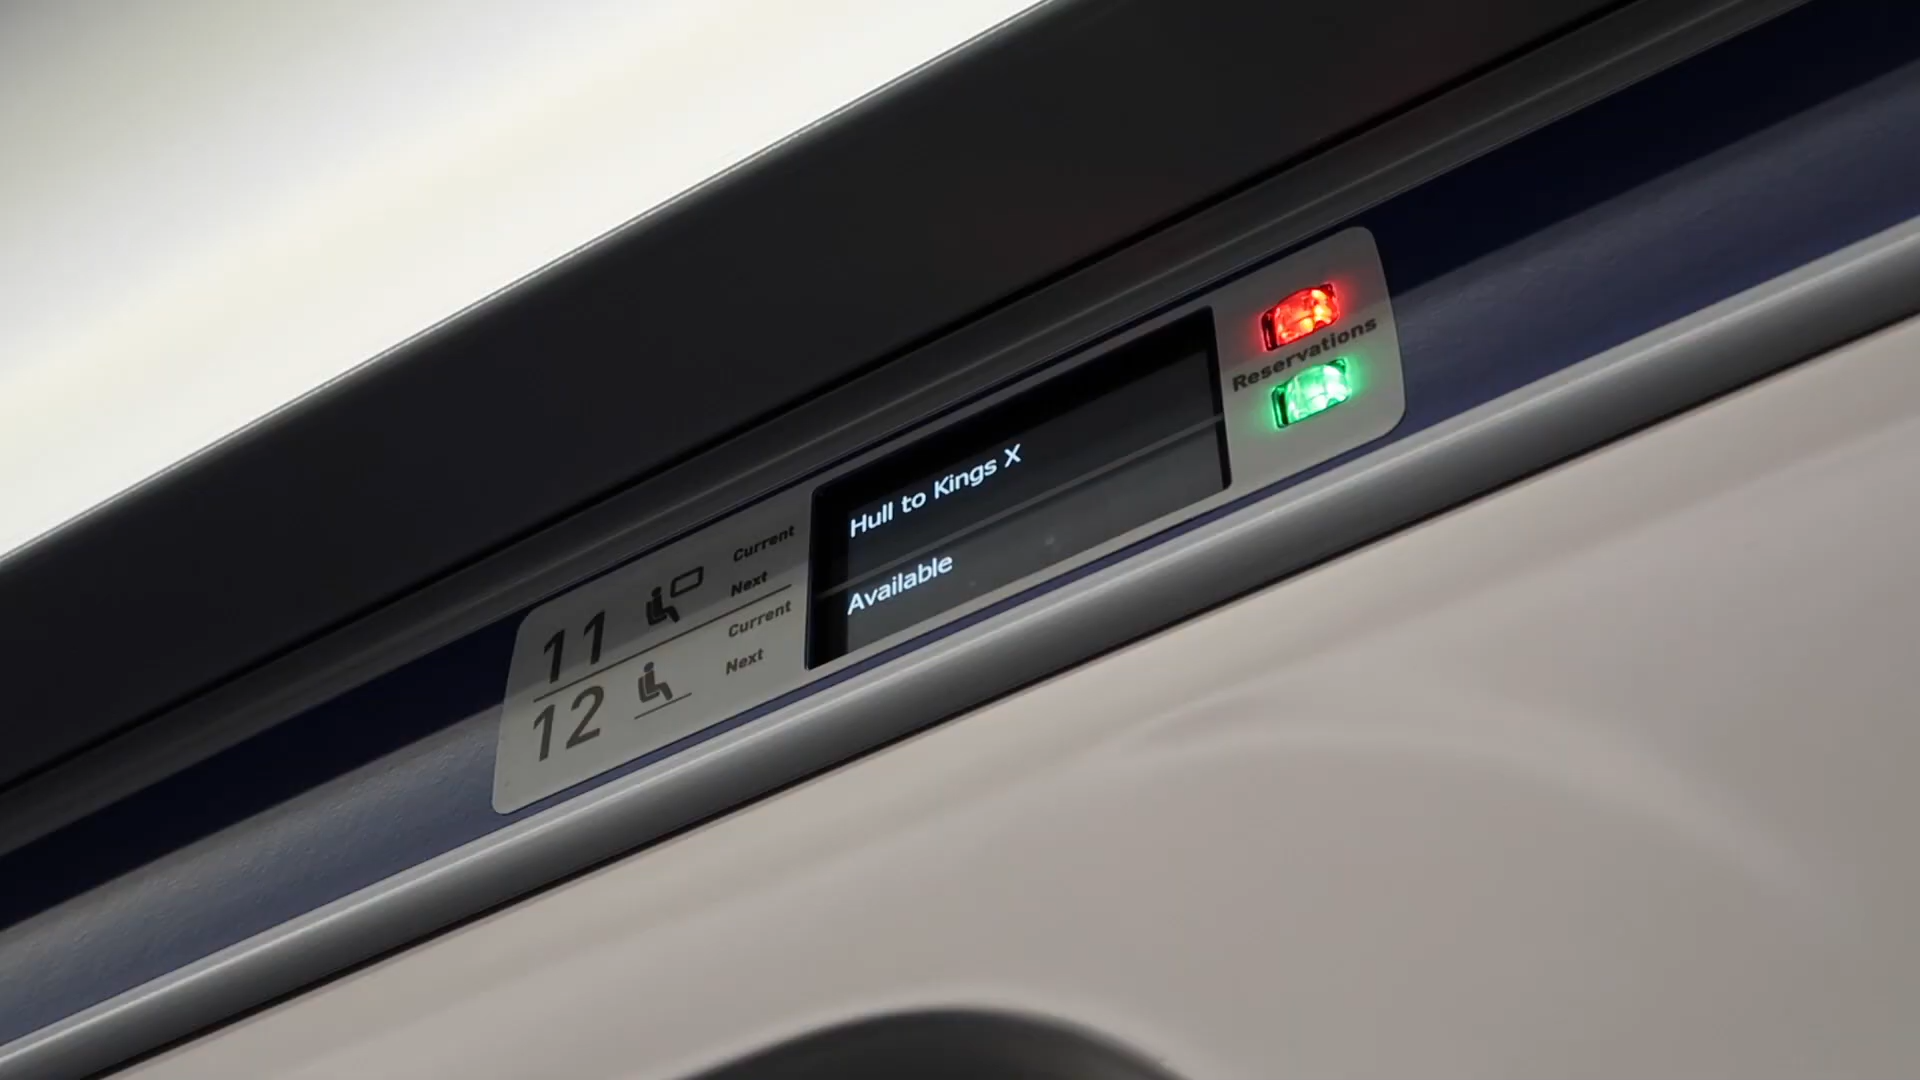 11
Current
Next
12
Current
Next
Hull to Kings X
Available
Reservations